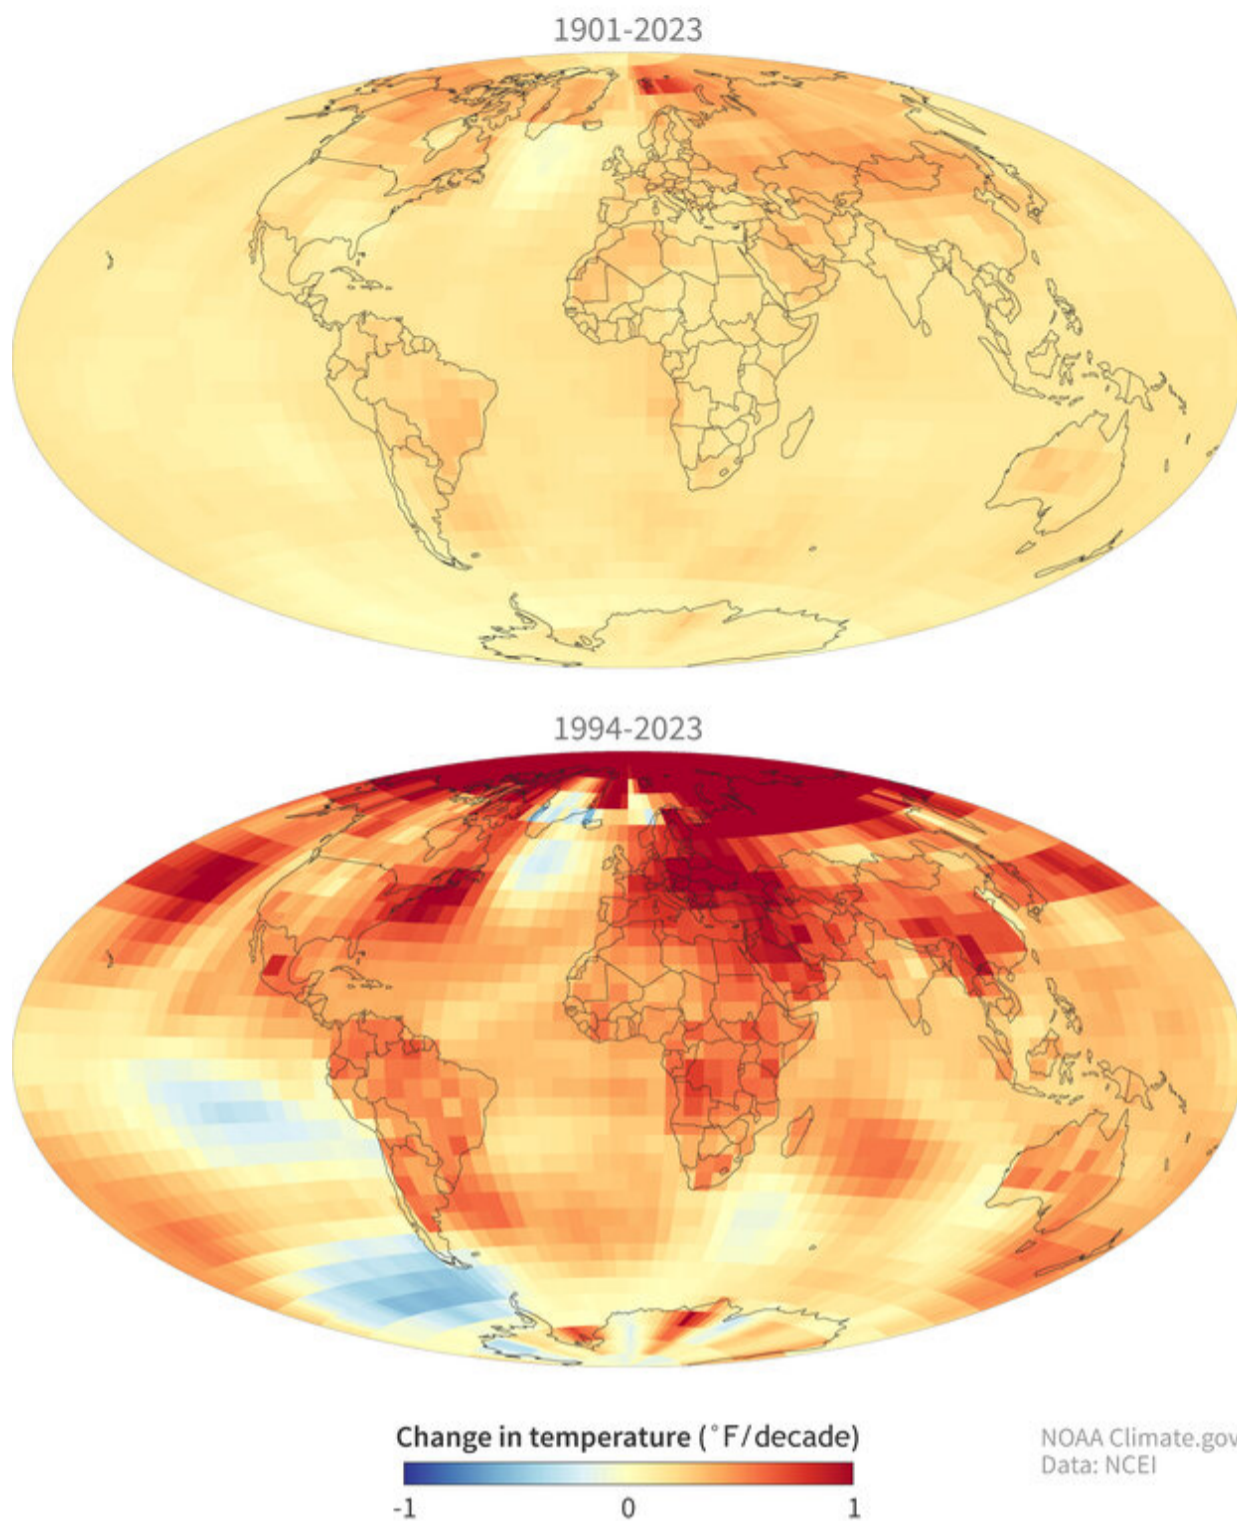 1901-2023
1994-2023
Change in temperature (°F/decade)
-1 0 1
NOAA Climate.gov
Data: NCEI